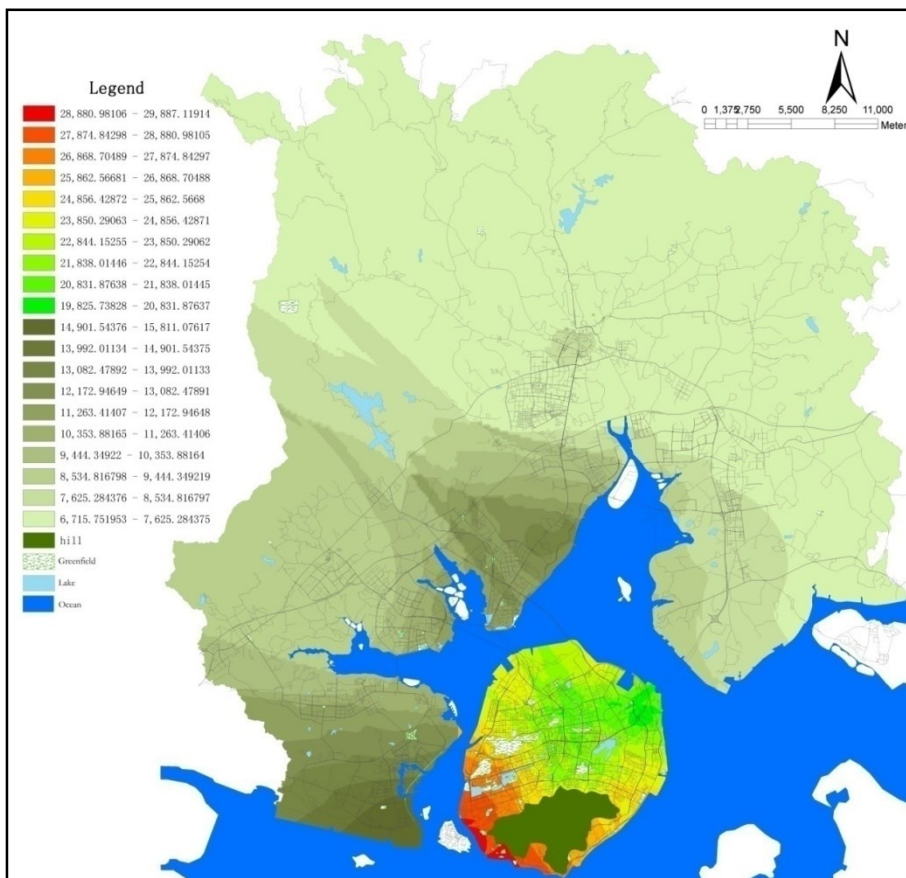 Legend
28,880.98106 - 29,887.11914
27,874.84298 - 28,880.98105
26,868.70489 - 27,874.84297
25,862.56681 - 26,868.70488
24,856.42872 - 25,862.5668
23,850.29063 - 24,856.42871
22,844.15255 - 23,850.29062
21,838.01446 - 22,844.15254
20,831.87638 - 21,838.01445
19,825.73828 - 20,831.87637
14,901.54376 - 15,811.07617
13,992.01134 - 14,901.54375
13,082.47892 - 13,992.01133
12,172.94649 - 13,082.47891
11,263.41407 - 12,172.94648
10,353.88165 - 11,263.41406
9,444.34922 - 10,353.88164
8,534.816798 - 9,444.349219
7,625.284376 - 8,534.816797
6,715.751953 - 7,625.284375
hill
Greenfield
Lake
Ocean
N
0 1,375 2,750 5,500 8,250 11,000
Meter